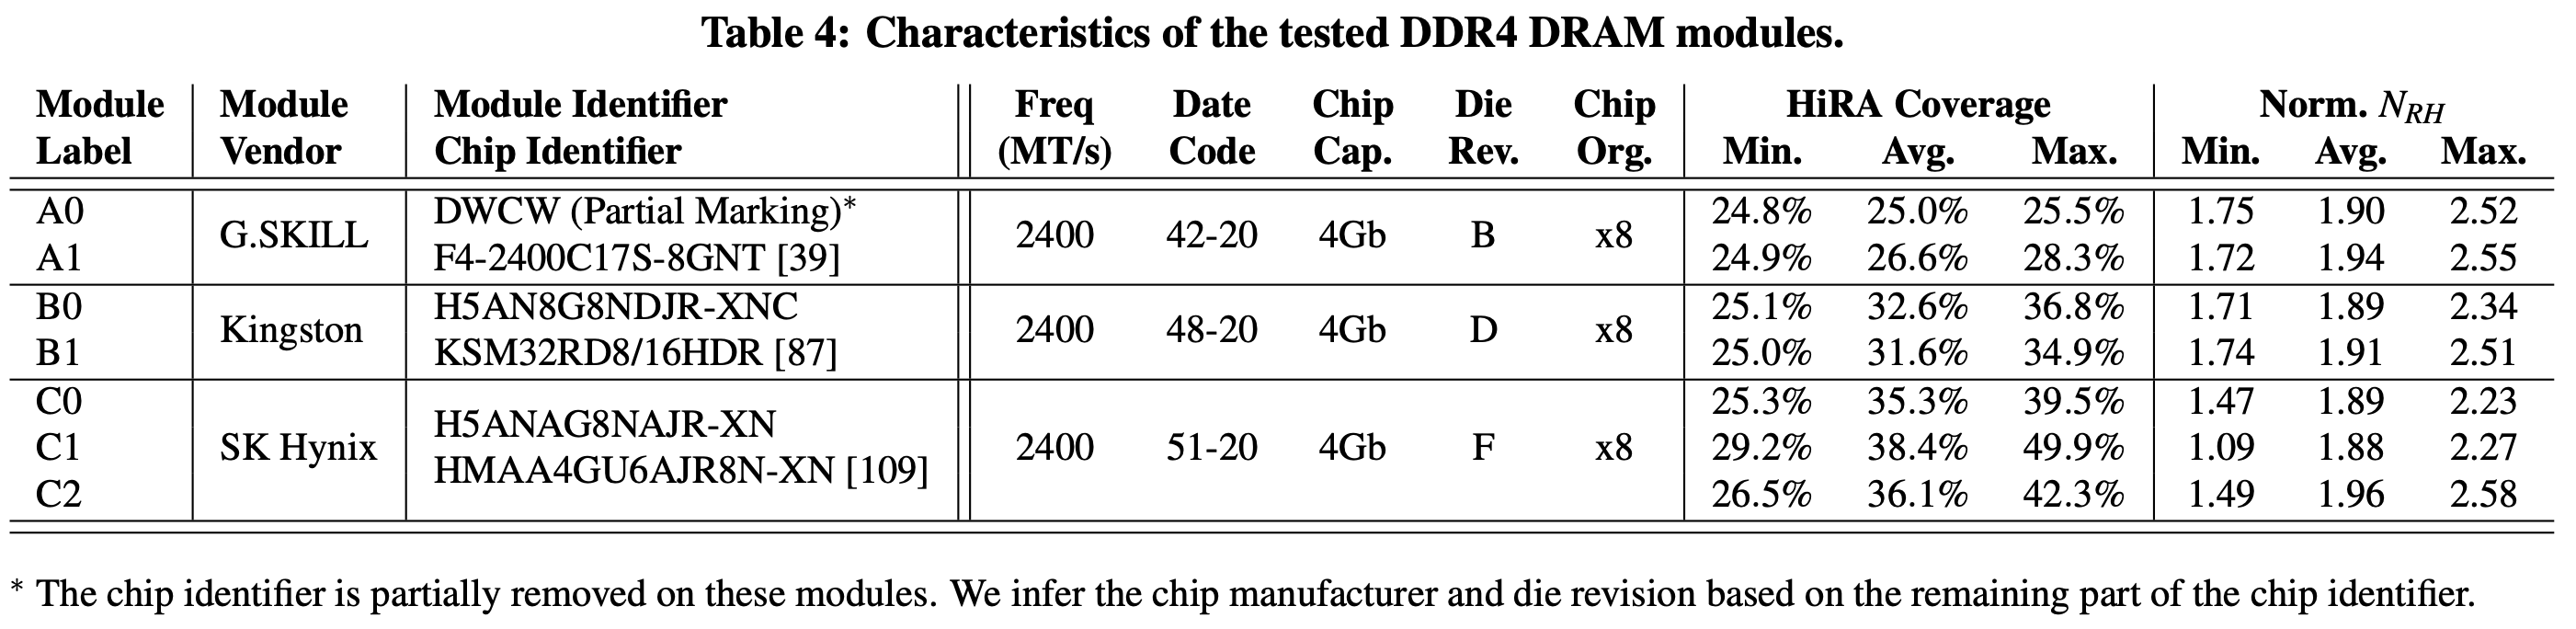 Table 4: Characteristics of the tested DDR4 DRAM modules.
Module Module Module Identifier Freq Date Chip Die Chip HiRA Coverage Norm. N_RH
Label Vendor Chip Identifier (MT/s) Code Cap. Rev. Org. Min. Avg. Max. Min. Avg. Max.
A0 DWCW (Partial Marking)* 24.8% 25.0% 25.5% 1.75 1.90 2.52
G.SKILL 2400 42-20 4Gb B x8
A1 F4-2400C17S-8GNT [39] 24.9% 26.6% 28.3% 1.72 1.94 2.55
B0 H5AN8G8NDJR-XNC 25.1% 32.6% 36.8% 1.71 1.89 2.34
Kingston 2400 48-20 4Gb D x8
B1 KSM32RD8/16HDR [87] 25.0% 31.6% 34.9% 1.74 1.91 2.51
C0 25.3% 35.3% 39.5% 1.47 1.89 2.23
H5ANAG8NAJR-XN
C1 SK Hynix 2400 51-20 4Gb F x8 29.2% 38.4% 49.9% 1.09 1.88 2.27
HMAA4GU6AJR8N-XN [109]
C2 26.5% 36.1% 42.3% 1.49 1.96 2.58
* The chip identifier is partially removed on these modules. We infer the chip manufacturer and die revision based on the remaining part of the chip identifier.